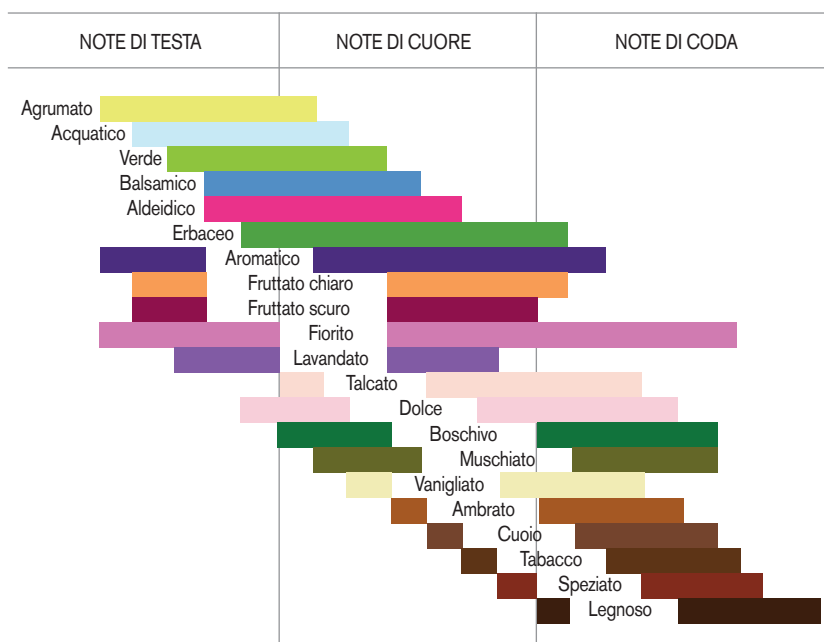 NOTE DI TESTA NOTE DI CUORE NOTE DI CODA
Agrumato
Acquatico
Verde
Balsamico
Aldeidico
Erbaceo
Aromatico
Fruttato chiaro
Fruttato scuro
Fiorito
Lavandato
Talcato
Dolce
Boschivo
Muschiato
Vanigliato
Ambrato
Cuoio
Tabacco
Speziato
Legnoso